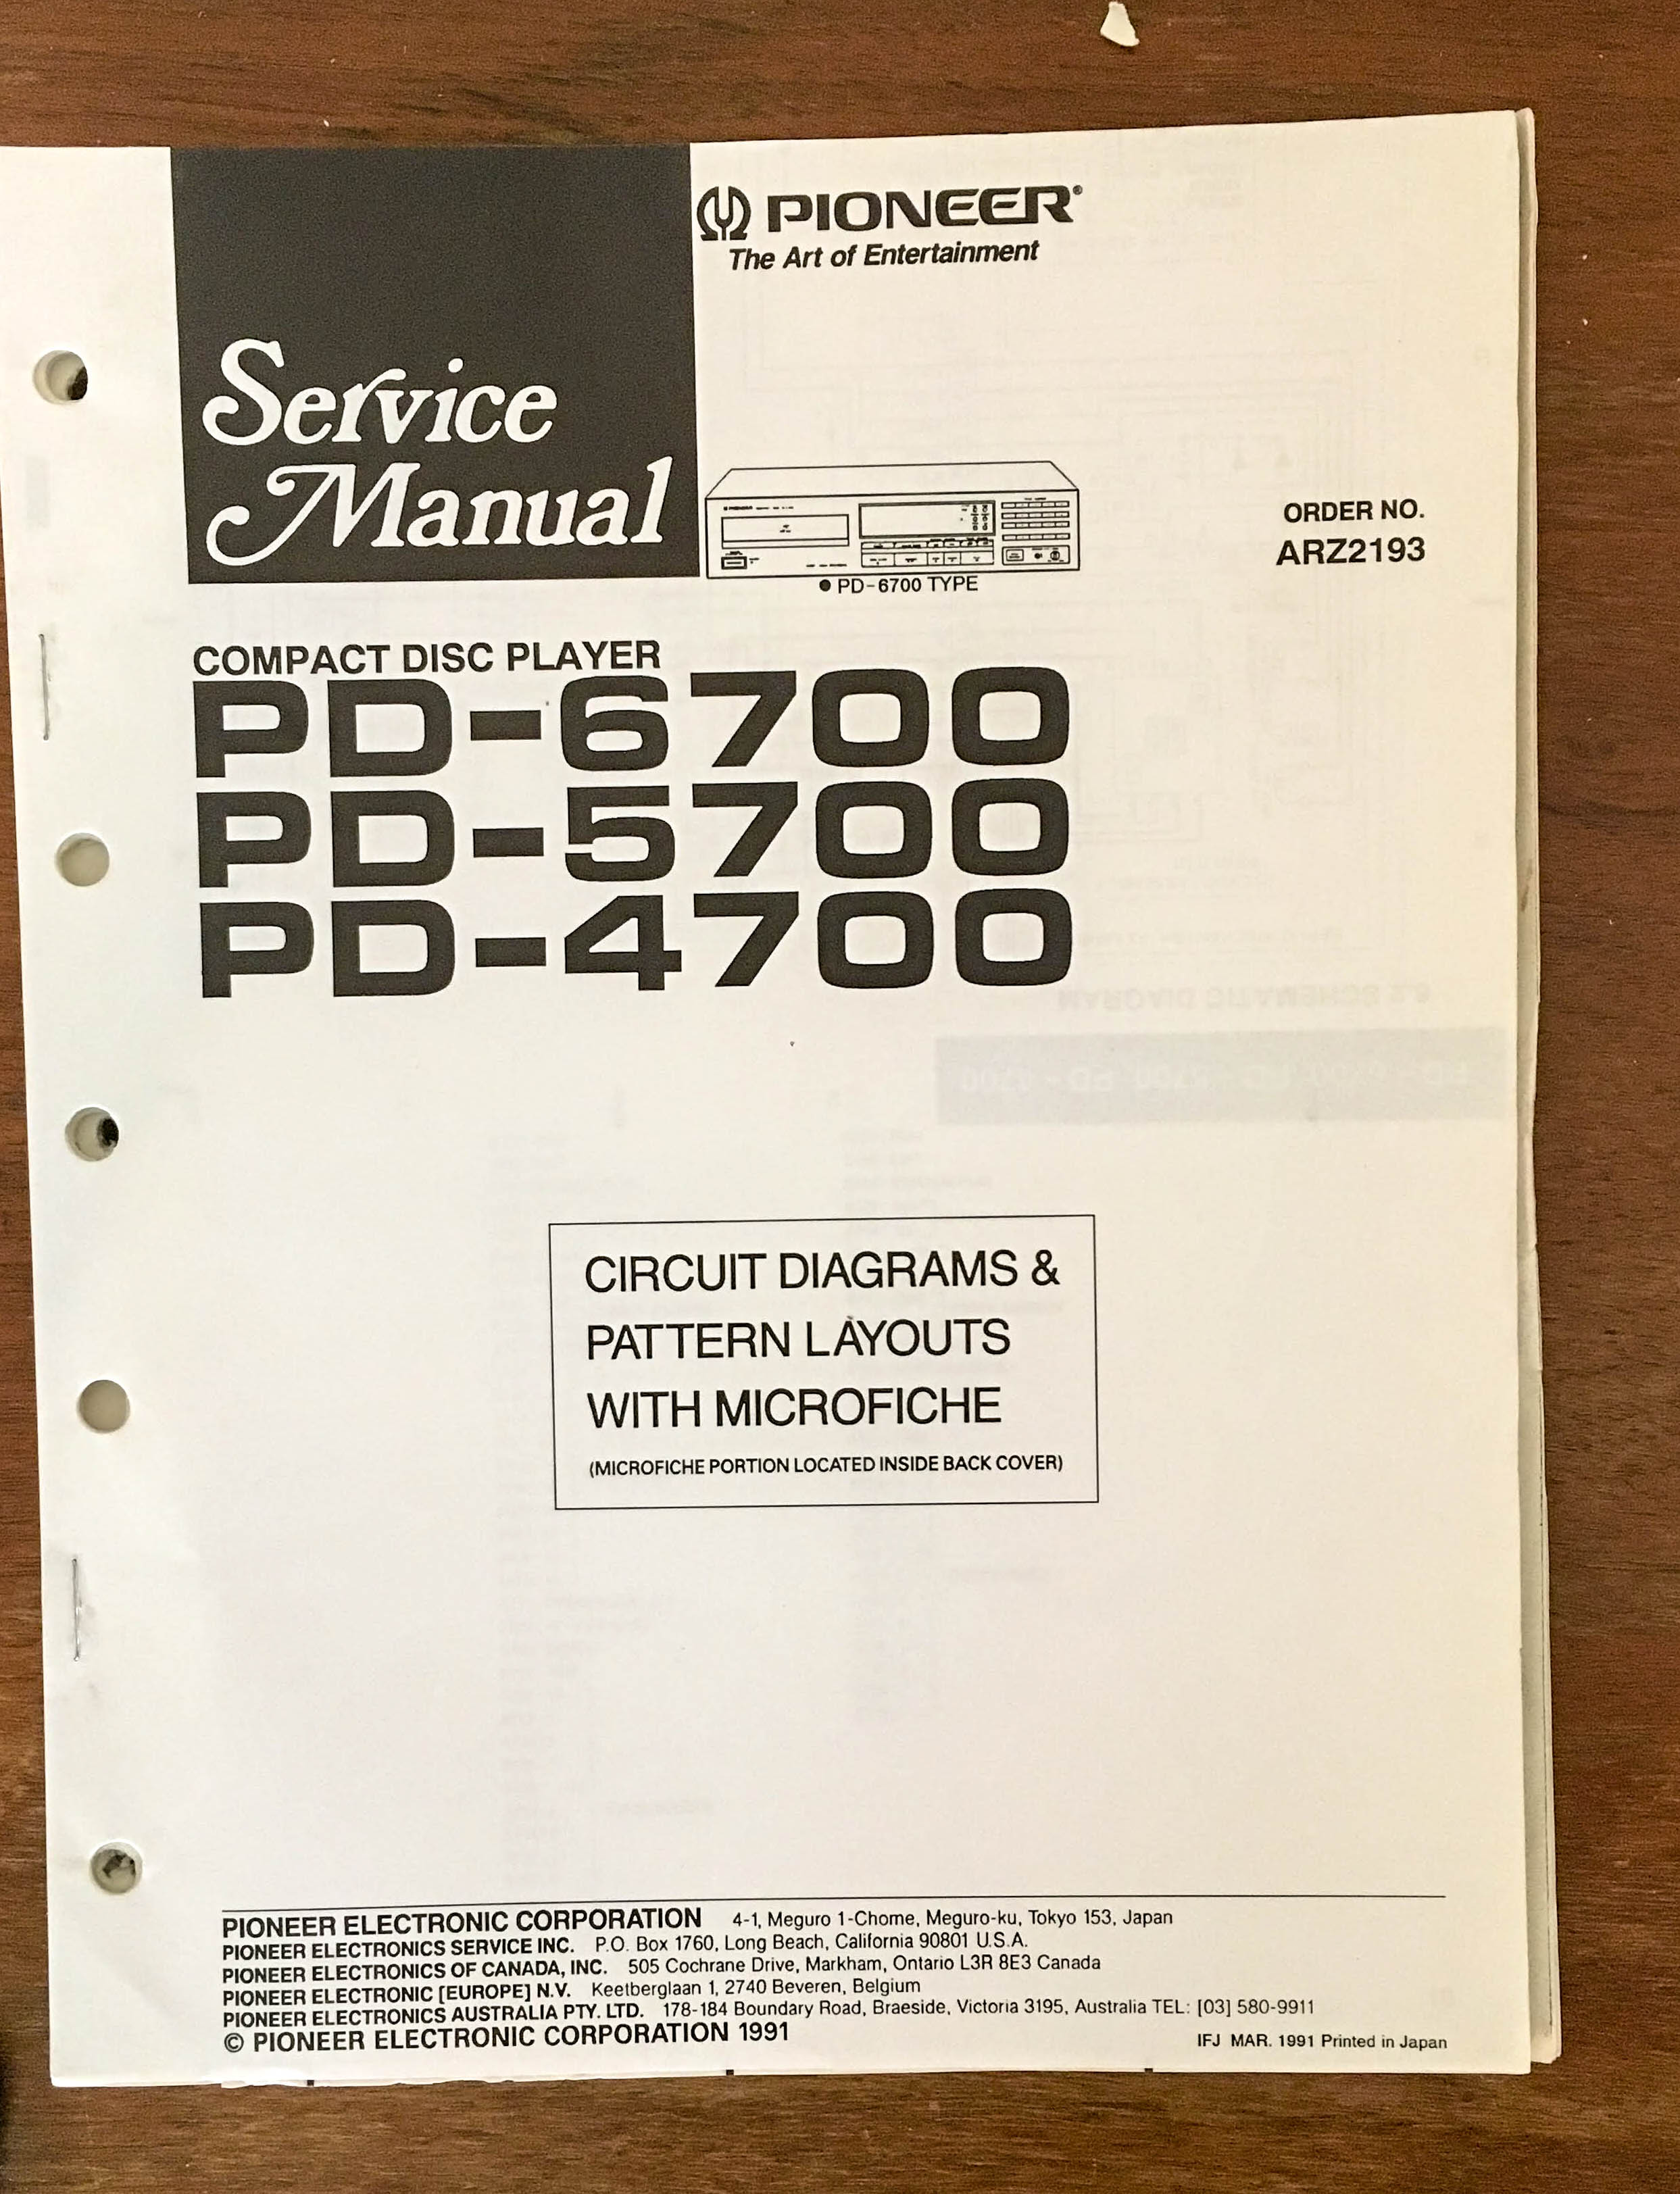 PIONEER®
The Art of Entertainment
Service
Manual
ORDER NO.
ARZ2193
● PD-6700 TYPE
COMPACT DISC PLAYER
PD-6700
PD-5700
PD-4700
CIRCUIT DIAGRAMS &
PATTERN LAYOUTS
WITH MICROFICHE
(MICROFICHE PORTION LOCATED INSIDE BACK COVER)
PIONEER ELECTRONIC CORPORATION 4-1, Meguro 1-Chome, Meguro-ku, Tokyo 153, Japan
PIONEER ELECTRONICS SERVICE INC. P.O. Box 1760, Long Beach, California 90801 U.S.A.
PIONEER ELECTRONICS OF CANADA, INC. 505 Cochrane Drive, Markham, Ontario L3R 8E3 Canada
PIONEER ELECTRONIC [EUROPE] N.V. Keetberglaan 1, 2740 Beveren, Belgium
PIONEER ELECTRONICS AUSTRALIA PTY. LTD. 178-184 Boundary Road, Braeside, Victoria 3195, Australia TEL: [03] 580-9911
© PIONEER ELECTRONIC CORPORATION 1991
IFJ MAR. 1991 Printed in Japan